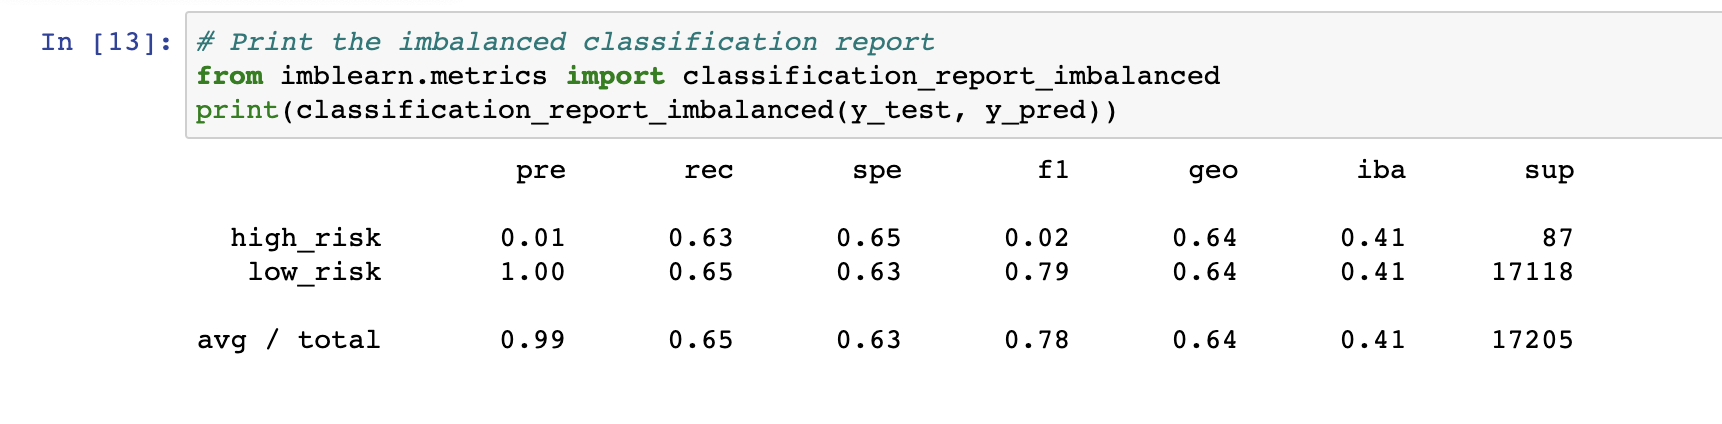 In [13]: # Print the imbalanced classification report
from imblearn.metrics import classification_report_imbalanced
print(classification_report_imbalanced(y_test, y_pred))
pre rec spe f1 geo iba sup
high_risk 0.01 0.63 0.65 0.02 0.64 0.41 87
low_risk 1.00 0.65 0.63 0.79 0.64 0.41 17118
avg / total 0.99 0.65 0.63 0.78 0.64 0.41 17205